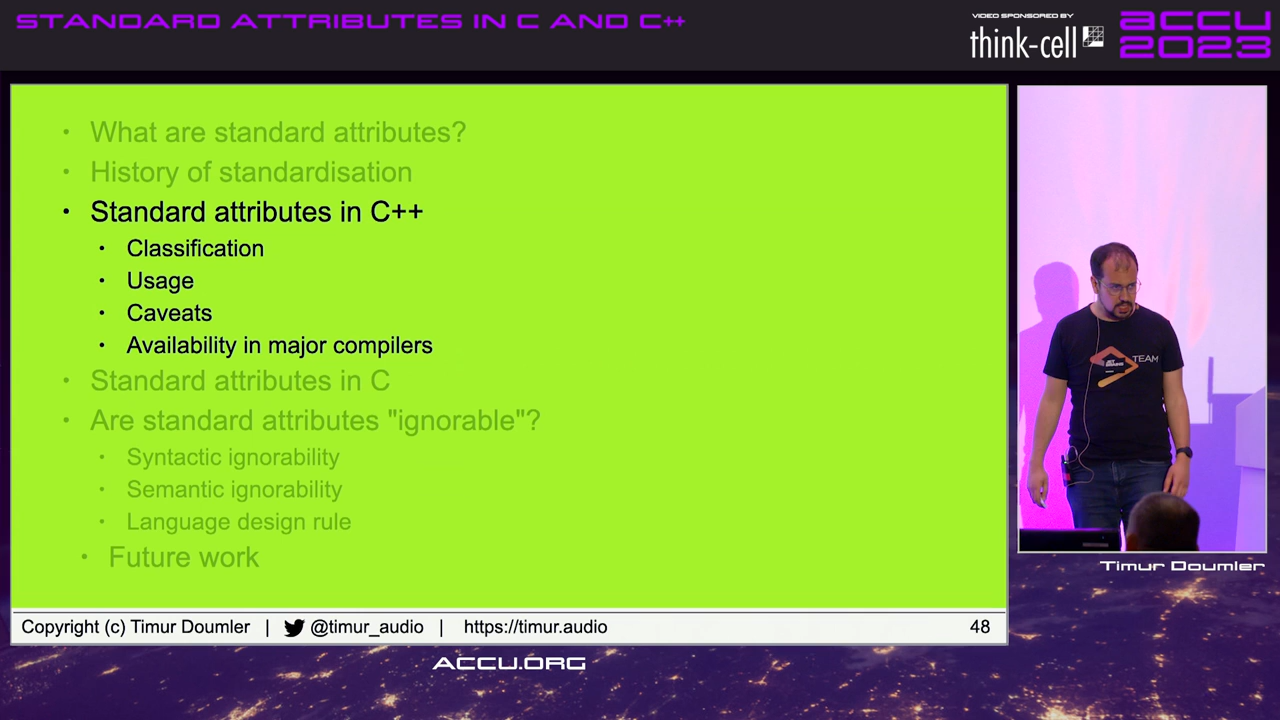 STANDARD ATTRIBUTES IN C AND C++
VIDEO SPONSORED BY
think-cell
ACCU
2023
• What are standard attributes?
• History of standardisation
• Standard attributes in C++
• Classification
• Usage
• Caveats
• Availability in major compilers
• Standard attributes in C
• Are standard attributes "ignorable"?
• Syntactic ignorability
• Semantic ignorability
• Language design rule
• Future work
TEAM
Timur Doumler
Copyright (c) Timur Doumler | @timur_audio | https://timur.audio
48
ACCU.ORG